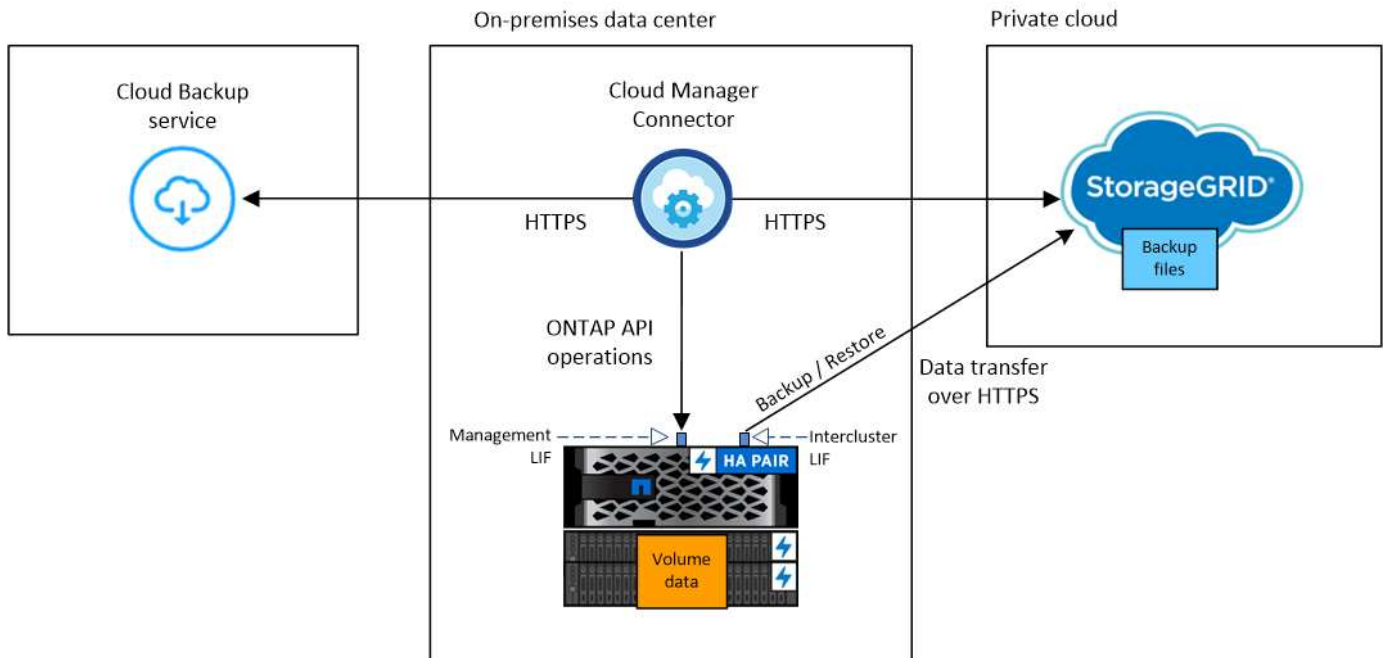 On-premises data center
Private cloud
Cloud Backup
service
Cloud Manager
Connector
StorageGRID®
Backup
files
HTTPS
HTTPS
ONTAP API
operations
Backup / Restore
Data transfer
over HTTPS
Management
LIF
Intercluster
LIF
HA PAIR
Volume
data